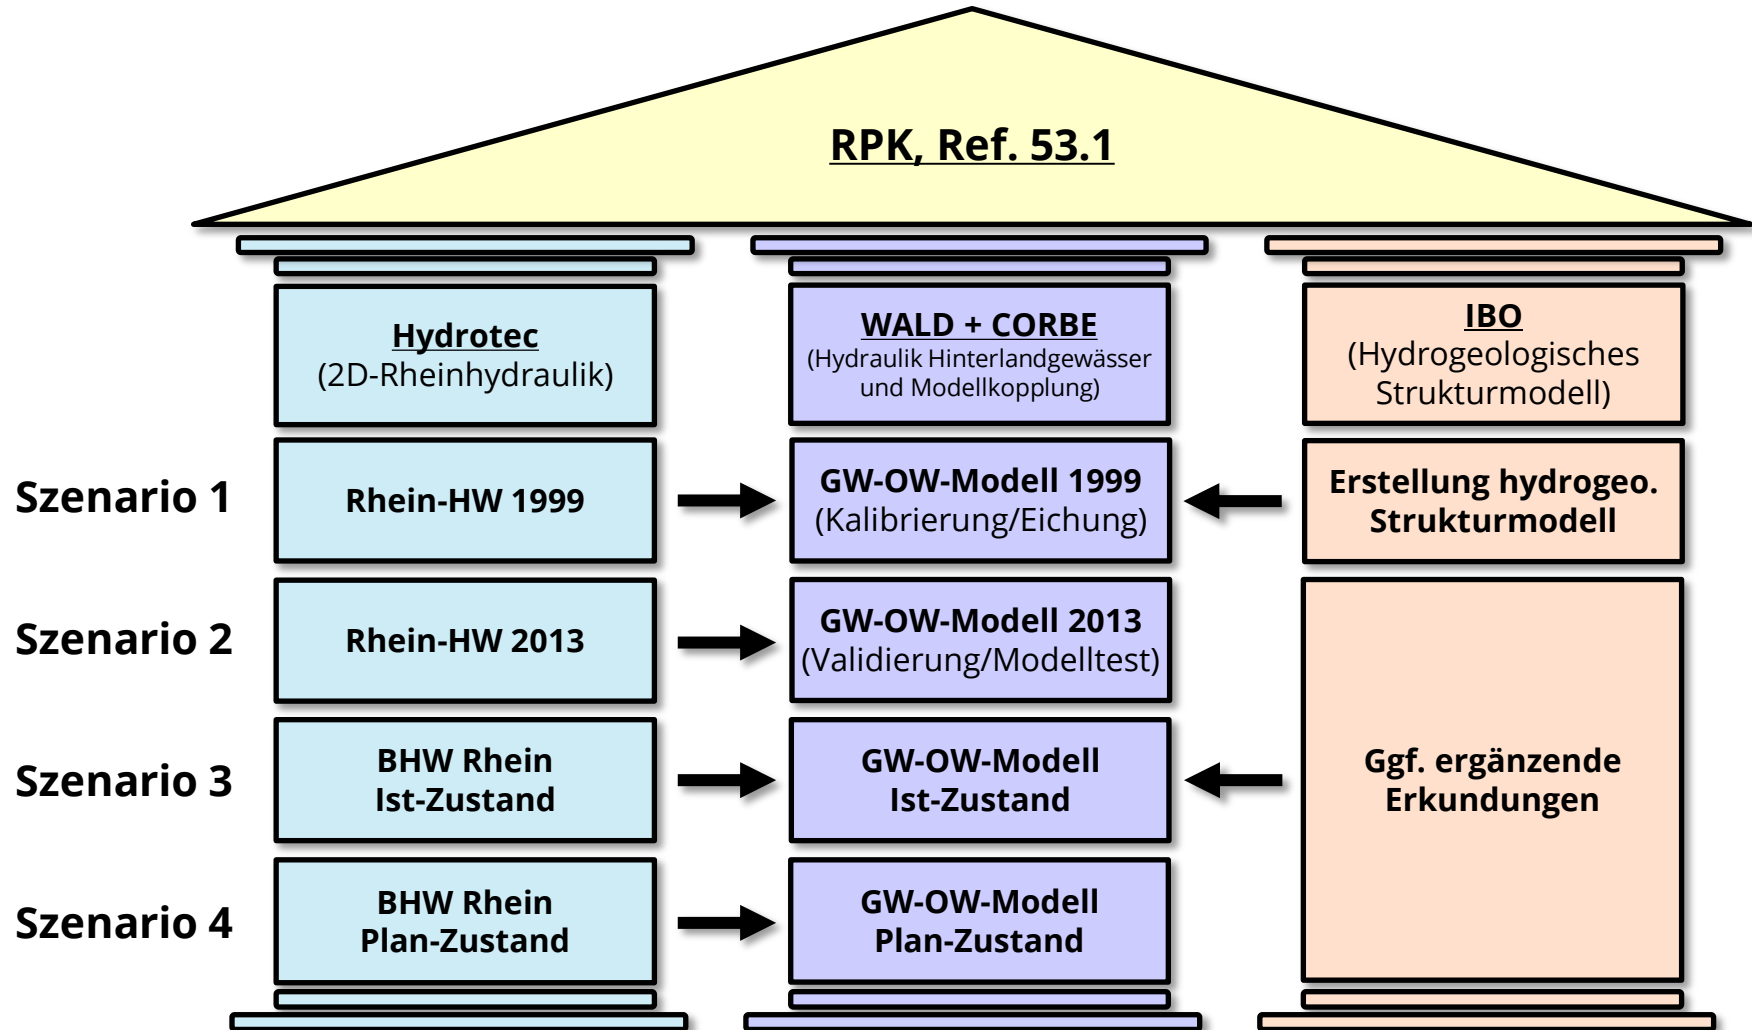 RPK, Ref. 53.1
Hydrotec
(2D-Rheinhydraulik)
WALD + CORBE
(Hydraulik Hinterlandgewässer
und Modellkopplung)
IBO
(Hydrogeologisches
Strukturmodell)
Szenario 1
Rhein-HW 1999
GW-OW-Modell 1999
(Kalibrierung/Eichung)
Erstellung hydrogeo.
Strukturmodell
Szenario 2
Rhein-HW 2013
GW-OW-Modell 2013
(Validierung/Modelltest)
Szenario 3
BHW Rhein
Ist-Zustand
GW-OW-Modell
Ist-Zustand
Ggf. ergänzende
Erkundungen
Szenario 4
BHW Rhein
Plan-Zustand
GW-OW-Modell
Plan-Zustand